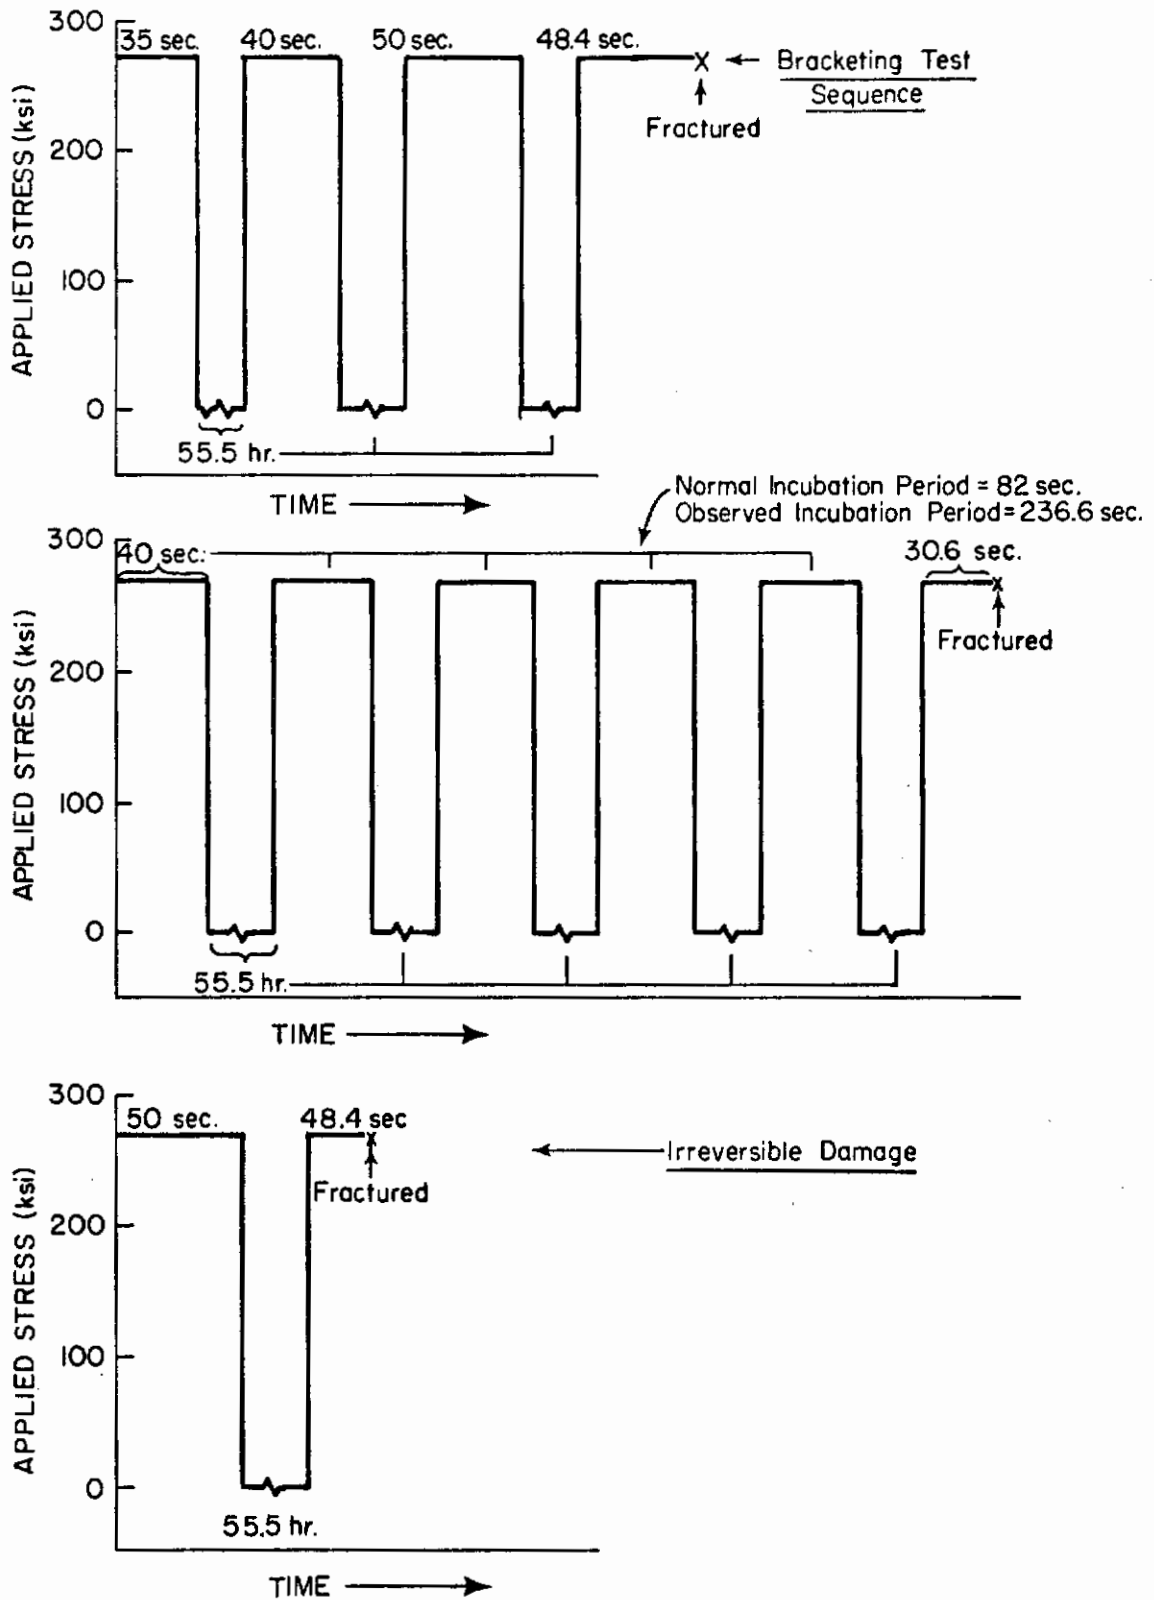 300
35 sec.
40 sec.
50 sec.
48.4 sec.
X
Bracketing Test
Sequence
Fractured
200
100
0
APPLIED STRESS (ksi)
55.5 hr.
TIME
Normal Incubation Period = 82 sec.
Observed Incubation Period=236.6 sec.
300
40 sec.
30.6 sec.
X
Fractured
200
100
0
APPLIED STRESS (ksi)
55.5 hr.
TIME
300
50 sec.
48.4 sec
X
Fractured
Irreversible Damage
200
100
0
APPLIED STRESS (ksi)
55.5 hr.
TIME